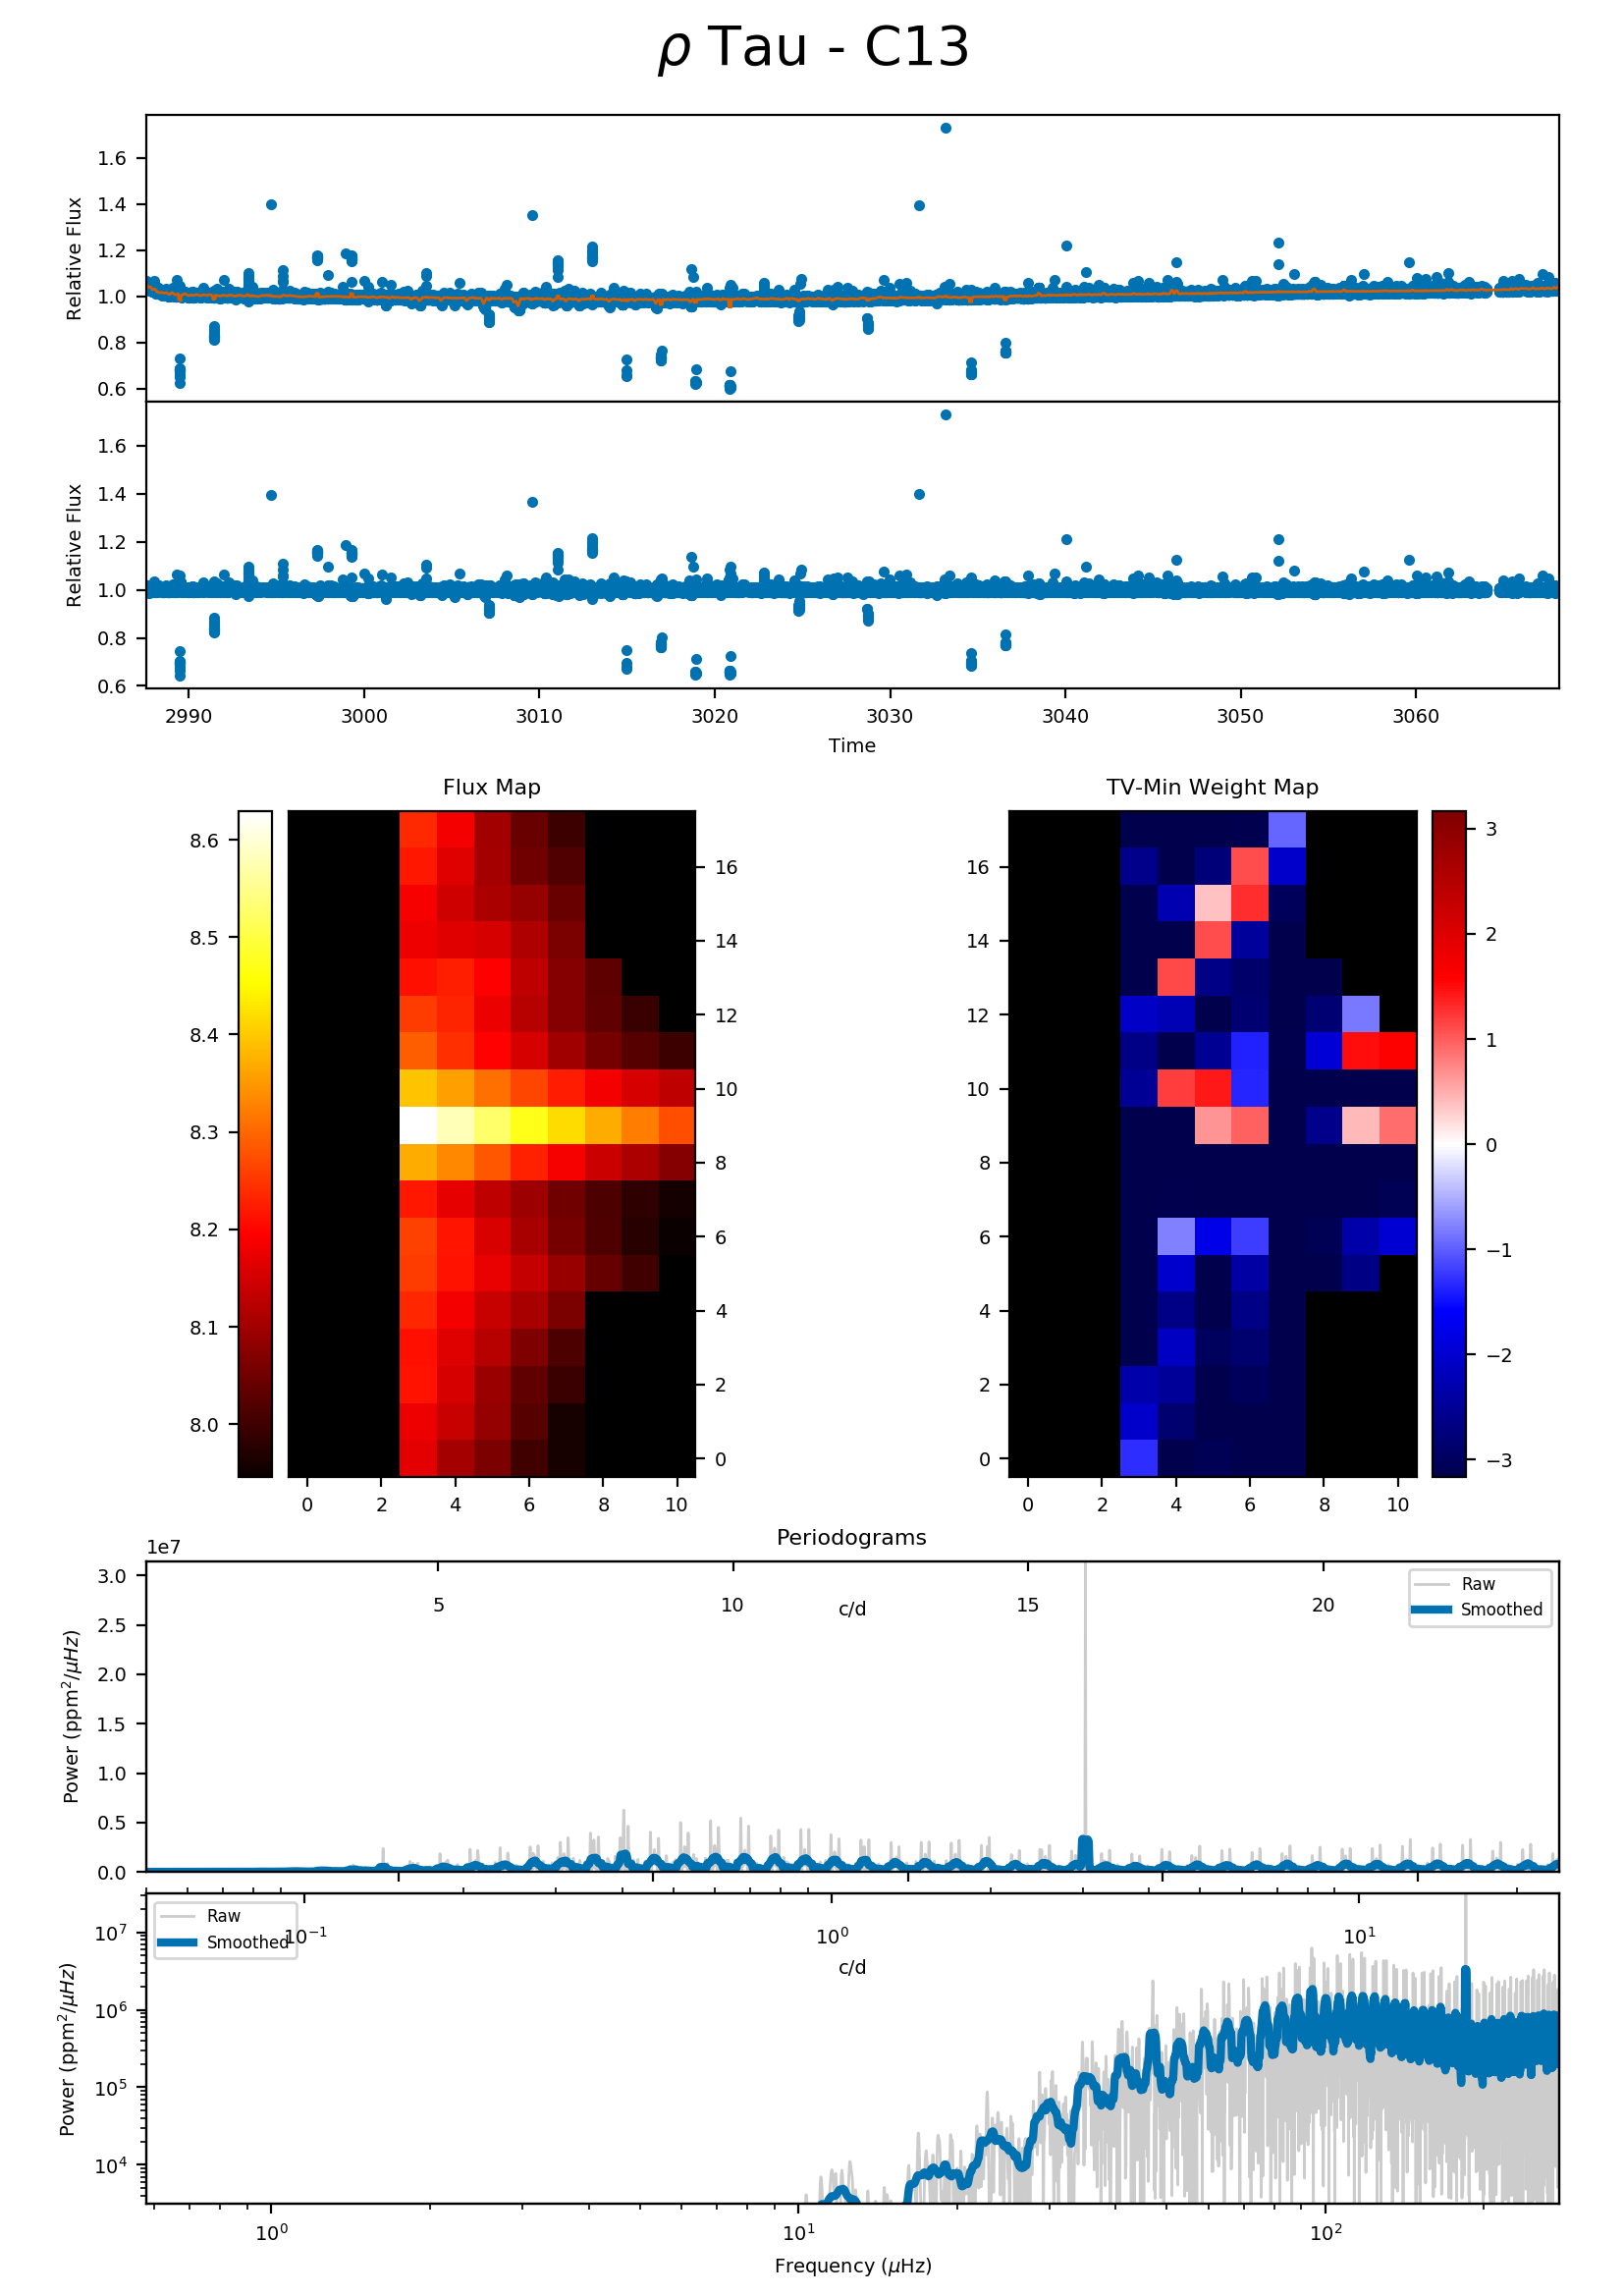 ρ Tau - C13
Relative Flux
1.6
1.4
1.2
1.0
0.8
0.6
Relative Flux
1.6
1.4
1.2
1.0
0.8
0.6
2990 3000 3010 3020 3030 3040 3050 3060
Time
Flux Map
8.6
8.5
8.4
8.3
8.2
8.1
8.0
16
14
12
10
8
6
4
2
0
0 2 4 6 8 10
TV-Min Weight Map
16
14
12
10
8
6
4
2
0
3
2
1
0
−1
−2
−3
0 2 4 6 8 10
Periodograms
1e7
Power (ppm²/μHz)
3.0
2.5
2.0
1.5
1.0
0.5
0.0
5 10 15 20
c/d
Raw
Smoothed
Power (ppm²/μHz)
10⁷
10⁶
10⁵
10⁴
Raw
Smoothed
10⁻¹ 10⁰ 10¹
c/d
10⁰ 10¹ 10²
Frequency (μHz)